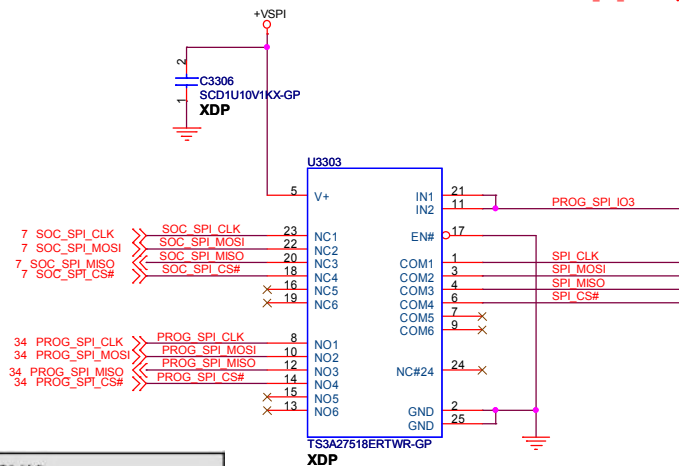 +VSPI
2
C3306
SCD1U10V1KX-GP
1
XDP
U3303
5 V+ IN1 21
IN2 11 PROG_SPI_IO3
EN# 17
7 SOC_SPI_CLK SOC_SPI_CLK 23 NC1
7 SOC_SPI_MOSI SOC_SPI_MOSI 22 NC2
7 SOC_SPI_MISO SOC_SPI_MISO 20 NC3 COM1 1 SPI_CLK
7 SOC_SPI_CS# SOC_SPI_CS# 18 NC4 COM2 3 SPI_MOSI
16 NC5 COM3 4 SPI_MISO
19 NC6 COM4 6 SPI_CS#
COM5 7
COM6 9
34 PROG_SPI_CLK PROG_SPI_CLK 8 NO1
34 PROG_SPI_MOSI PROG_SPI_MOSI 10 NO2
34 PROG_SPI_MISO PROG_SPI_MISO 12 NO3 NC#24 24
34 PROG_SPI_CS# PROG_SPI_CS# 14 NO4
15 NO5
13 NO6 GND 2
GND 25
TS3A27518ERTWR-GP
XDP